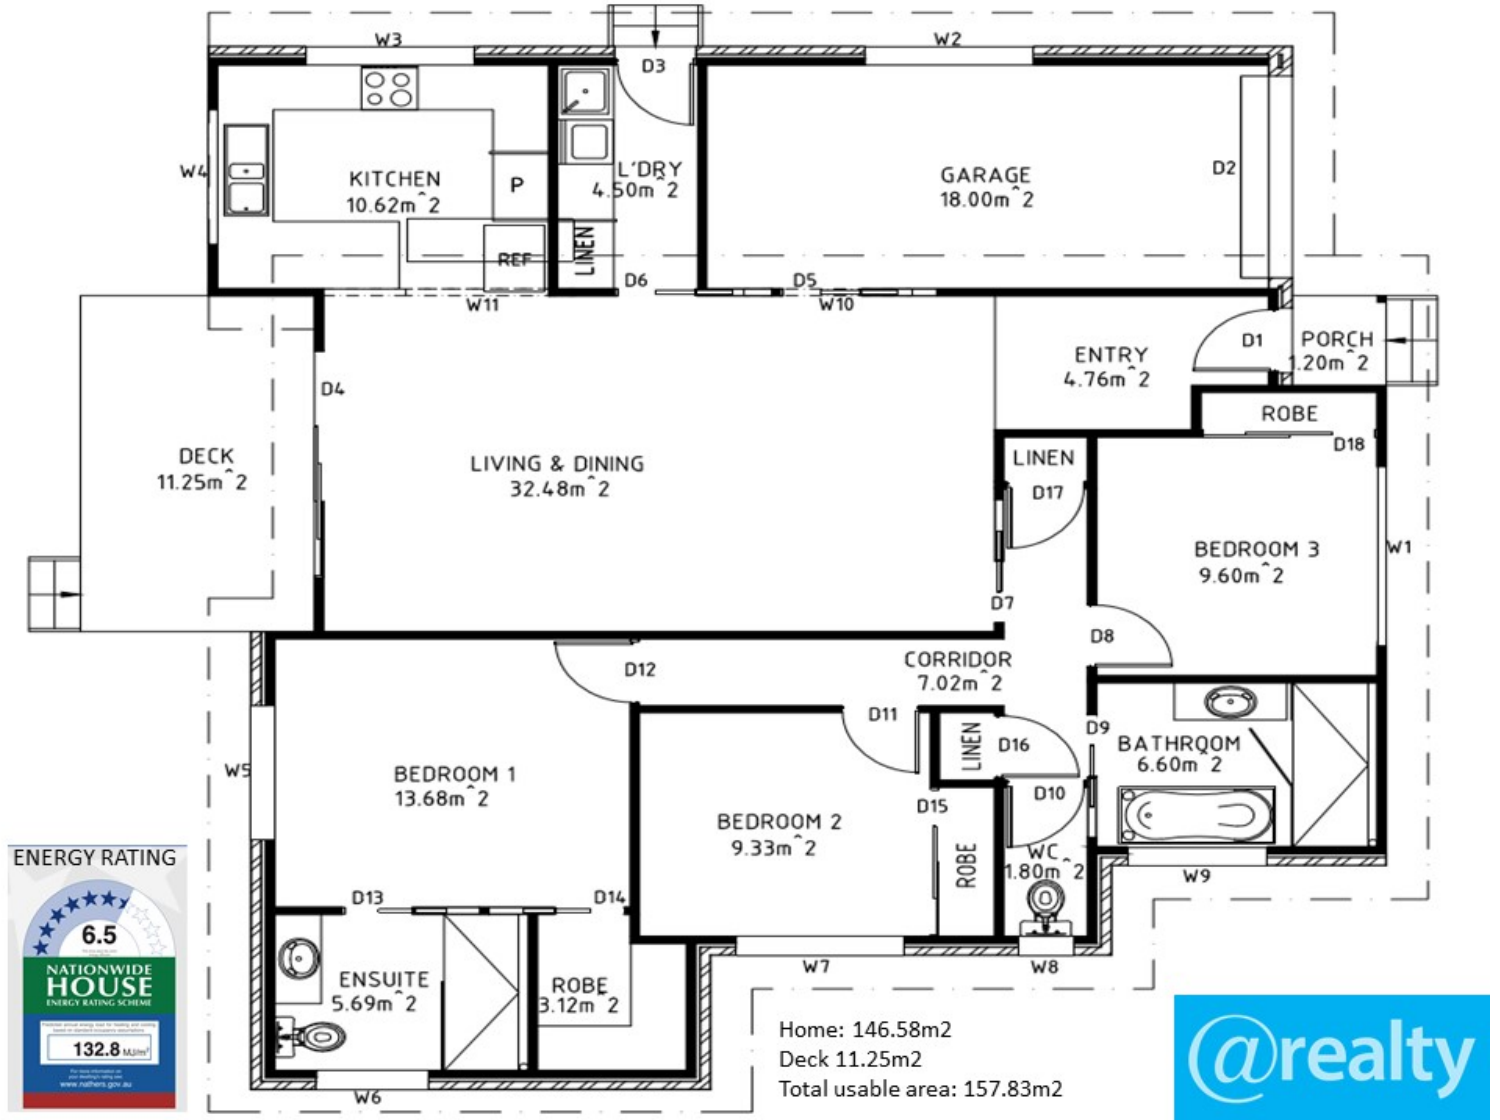 W3
W2
D3
W4
KITCHEN
10.62m^2
P
L'DRY
4.50m^2
GARAGE
18.00m^2
D2
REF
LINEN
D6
D5
W11
W10
D4
ENTRY
4.76m^2
D1
PORCH
1.20m^2
ROBE
D18
DECK
11.25m^2
LIVING & DINING
32.48m^2
LINEN
D17
BEDROOM 3
9.60m^2
W1
D7
D8
D12
CORRIDOR
7.02m^2
D11
LINEN
D16
D9
BATHROOM
6.60m^2
W5
BEDROOM 1
13.68m^2
BEDROOM 2
9.33m^2
D15
D10
ROBE
WC
1.80m^2
W9
D13
D14
ENSUITE
5.69m^2
ROBE
3.12m^2
W7
W8
W6
ENERGY RATING
6.5
NATIONWIDE
HOUSE
ENERGY RATING SCHEME
132.8 MJ/m²
www.nathers.gov.au
Home: 146.58m2
Deck 11.25m2
Total usable area: 157.83m2
@realty